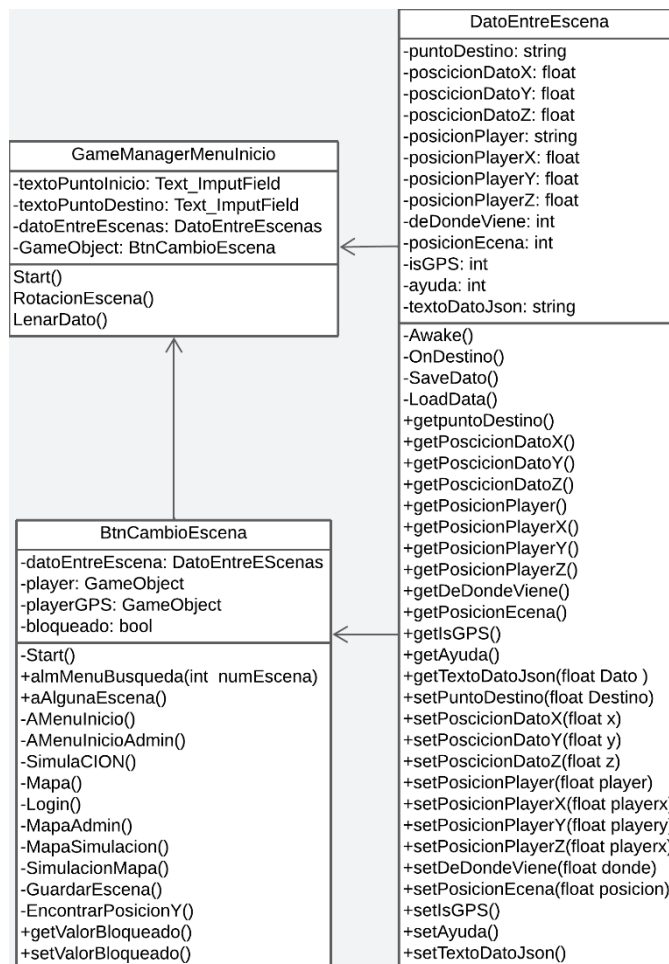 GameManagerMenuInicio
-textoPuntoInicio: Text_ImputField
-textoPuntoDestino: Text_ImputField
-datoEntreEscenas: DatoEntreEscenas
-GameObject: BtnCambioEscena
Start()
RotacionEscena()
LenarDato()
BtnCambioEscena
-datoEntreEscena: DatoEntreEScenas
-player: GameObject
-playerGPS: GameObject
-bloqueado: bool
-Start()
+almMenuBusqueda(int numEscena)
+aAlgunaEscena()
-AMenuInicio()
-AMenuInicioAdmin()
-SimulaCION()
-Mapa()
-Login()
-MapaAdmin()
-MapaSimulacion()
-SimulacionMapa()
-GuardarEscena()
-EncontrarPosicionY()
+getValorBloqueado()
+setValorBloqueado()
DatoEntreEscena
-puntoDestino: string
-poscicionDatoX: float
-poscicionDatoY: float
-poscicionDatoZ: float
-posicionPlayer: string
-posicionPlayerX: float
-posicionPlayerY: float
-posicionPlayerZ: float
-deDondeViene: int
-posicionEcena: int
-isGPS: int
-ayuda: int
-textoDatoJson: string
-Awake()
-OnDestino()
-SaveDato()
-LoadData()
+getpuntoDestino()
+getPoscicionDatoX()
+getPoscicionDatoY()
+getPoscicionDatoZ()
+getPosicionPlayer()
+getPosicionPlayerX()
+getPosicionPlayerY()
+getPosicionPlayerZ()
+getDeDondeViene()
+getPosicionEcena()
+getIsGPS()
+getAyuda()
+getTextoDatoJson(float Dato )
+setPuntoDestino(float Destino)
+setPoscicionDatoX(float x)
+setPoscicionDatoY(float y)
+setPoscicionDatoZ(float z)
+setPosicionPlayer(float player)
+setPosicionPlayerX(float playerx)
+setPosicionPlayerY(float playery)
+setPosicionPlayerZ(float playerx)
+setDeDondeViene(float donde)
+setPosicionEcena(float posicion)
+setIsGPS()
+setAyuda()
+setTextoDatoJson()